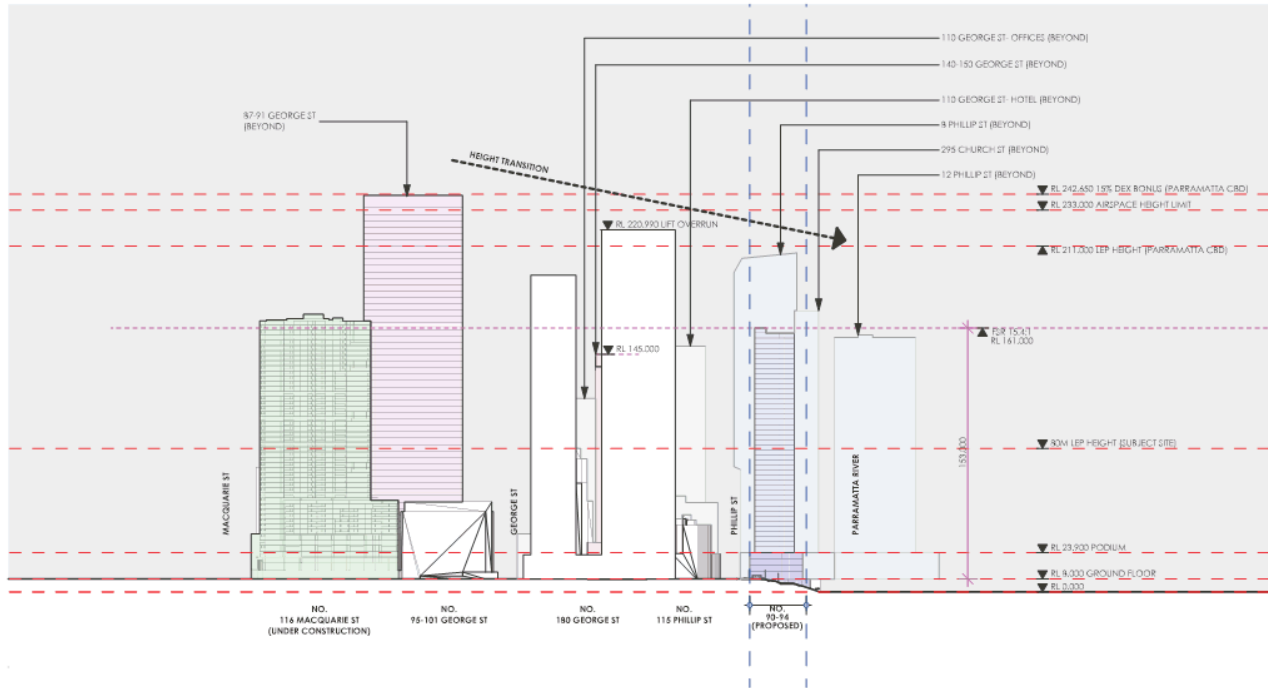 110 GEORGE ST- OFFICES (BEYOND)
140-150 GEORGE ST (BEYOND)
110 GEORGE ST- HOTEL (BEYOND)
87-91 GEORGE ST
(BEYOND)
9 PHILLIP ST (BEYOND)
295 CHURCH ST (BEYOND)
12 PHILLIP ST (BEYOND)
HEIGHT TRANSITION
RL 242.650 15% DEX BONUS (PARRAMATTA CBD)
RL 233.000 AIRSPACE HEIGHT LIMIT
RL 220.990 LIFT OVERRUN
RL 211.000 LEP HEIGHT (PARRAMATTA CBD)
FSR 15.4:1
RL 161.000
RL 145.000
80M LEP HEIGHT (SUBJECT SITE)
153.000
MACQUARIE ST
GEORGE ST
PHILLIP ST
PARRAMATTA RIVER
RL 23.900 PODIUM
RL 8.000 GROUND FLOOR
RL 0.000
NO.
116 MACQUARIE ST
(UNDER CONSTRUCTION)
NO.
95-101 GEORGE ST
NO.
180 GEORGE ST
NO.
115 PHILLIP ST
NO.
90-94
(PROPOSED)